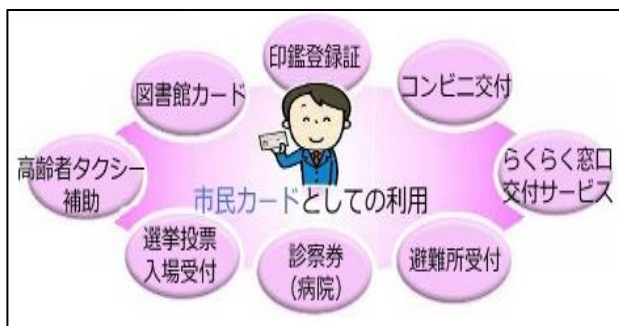 印鑑登録証
図書館カード
コンビニ交付
高齢者タクシー
補助
らくらく窓口
交付サービス
市民カードとしての利用
選挙投票
入場受付
診察券
(病院)
避難所受付